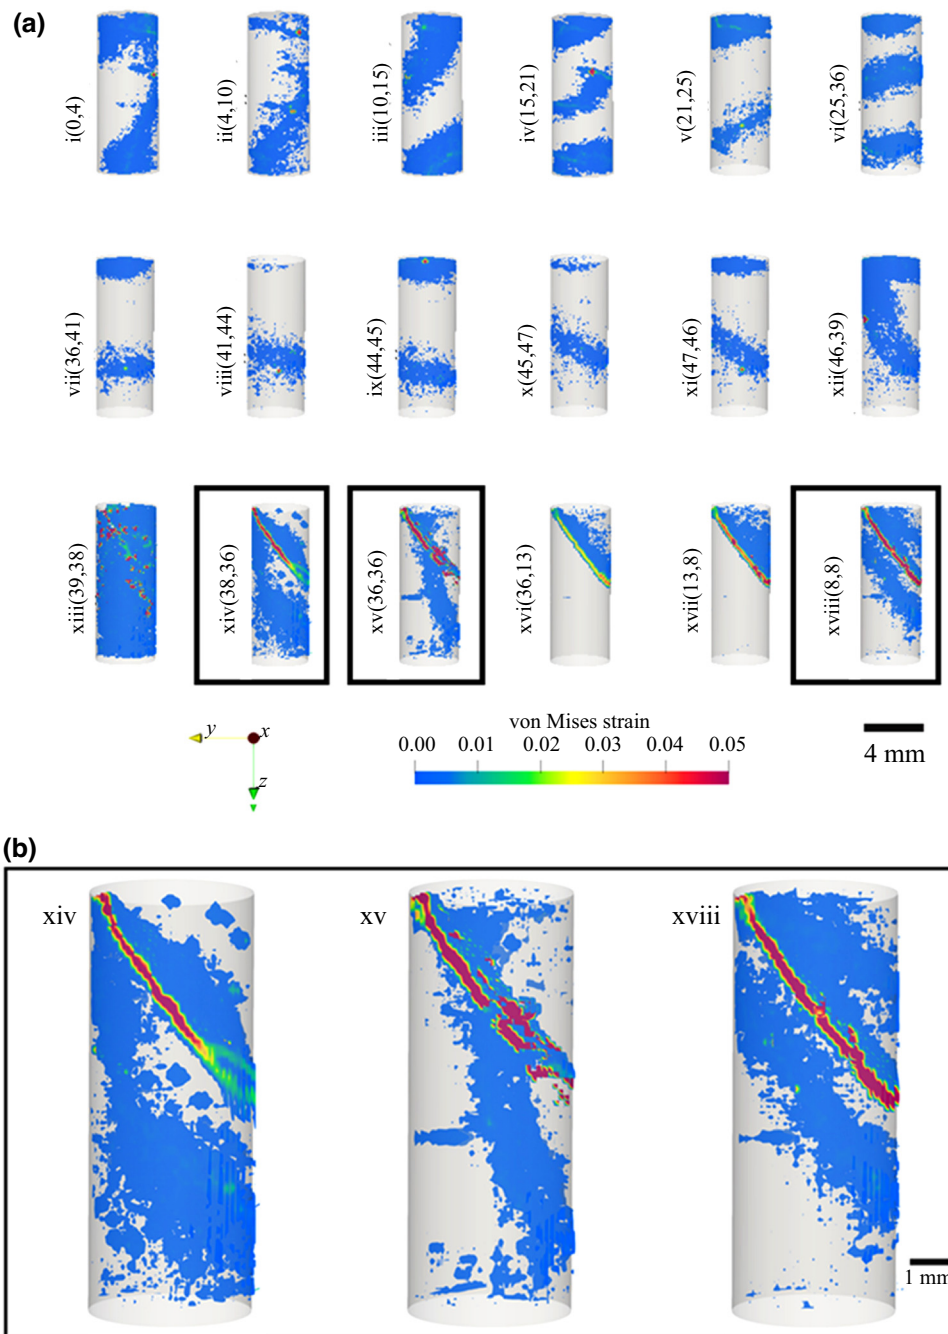 (a)
i(0,4)
ii(4,10)
iii(10,15)
iv(15,21)
v(21,25)
vi(25,36)
vii(36,41)
viii(41,44)
ix(44,45)
x(45,47)
xi(47,46)
xii(46,39)
xiii(39,38)
xiv(38,36)
xv(36,36)
xvi(36,13)
xvii(13,8)
xviii(8,8)
y
x
z
von Mises strain
0.00 0.01 0.02 0.03 0.04 0.05
4 mm
(b)
xiv
xv
xviii
1 mm